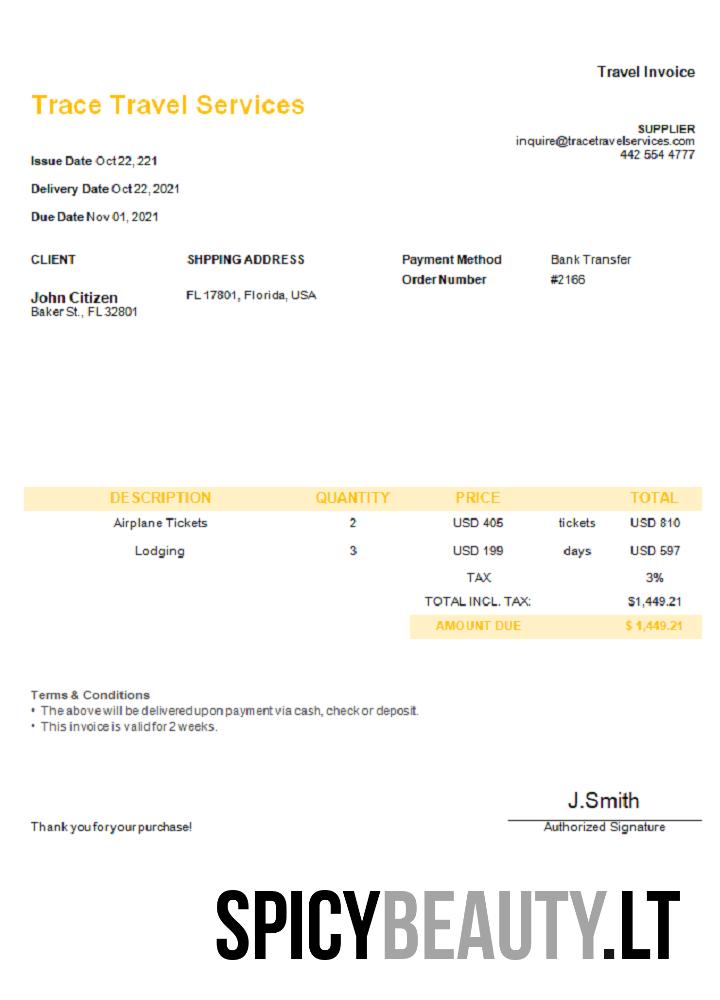 Travel Invoice
Trace Travel Services
SUPPLIER
inquire@tracetravelservices.com
442 554 4777
Issue Date Oct 22, 221
Delivery Date Oct 22, 2021
Due Date Nov 01, 2021
CLIENT SHPPING ADDRESS Payment Method Bank Transfer
Order Number #2166
John Citizen FL 17801, Florida, USA
Baker St., FL 32801
DESCRIPTION QUANTITY PRICE TOTAL
Airplane Tickets 2 USD 405 tickets USD 810
Lodging 3 USD 199 days USD 597
TAX 3%
TOTAL INCL. TAX: $1,449.21
AMOUNT DUE $ 1,449.21
Terms & Conditions
• The above will be delivered upon payment via cash, check or deposit.
• This invoice is valid for 2 weeks.
J.Smith
Thank you for your purchase! Authorized Signature
SPICYBEAUTY.LT